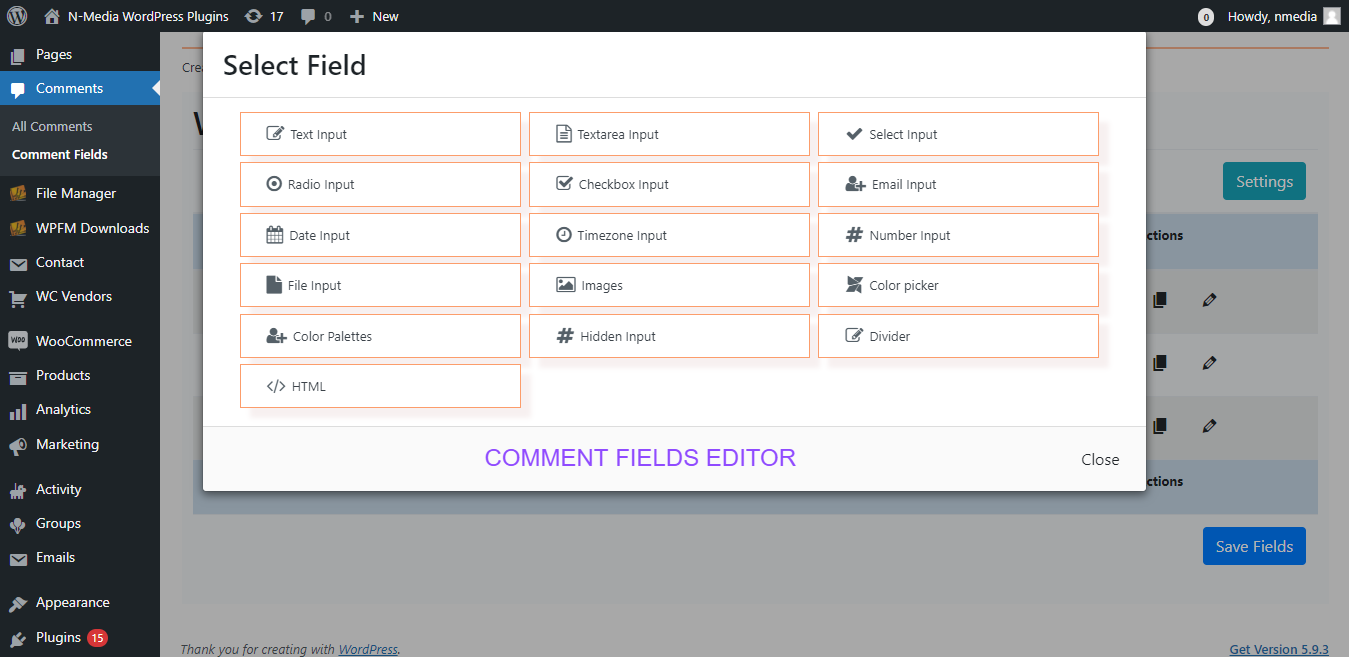 N-Media WordPress Plugins 17 0 New 0 Howdy, nmedia
Pages
Comments
All Comments
Comment Fields
File Manager
WPFM Downloads
Contact
WC Vendors
WOO WooCommerce
Products
Analytics
Marketing
Activity
Groups
Emails
Appearance
Plugins 15
Select Field
Text Input Textarea Input Select Input
Radio Input Checkbox Input Email Input
Date Input Timezone Input Number Input
File Input Images Color picker
Color Palettes Hidden Input Divider
HTML
COMMENT FIELDS EDITOR Close
Settings
Save Fields
Thank you for creating with WordPress. Get Version 5.9.3